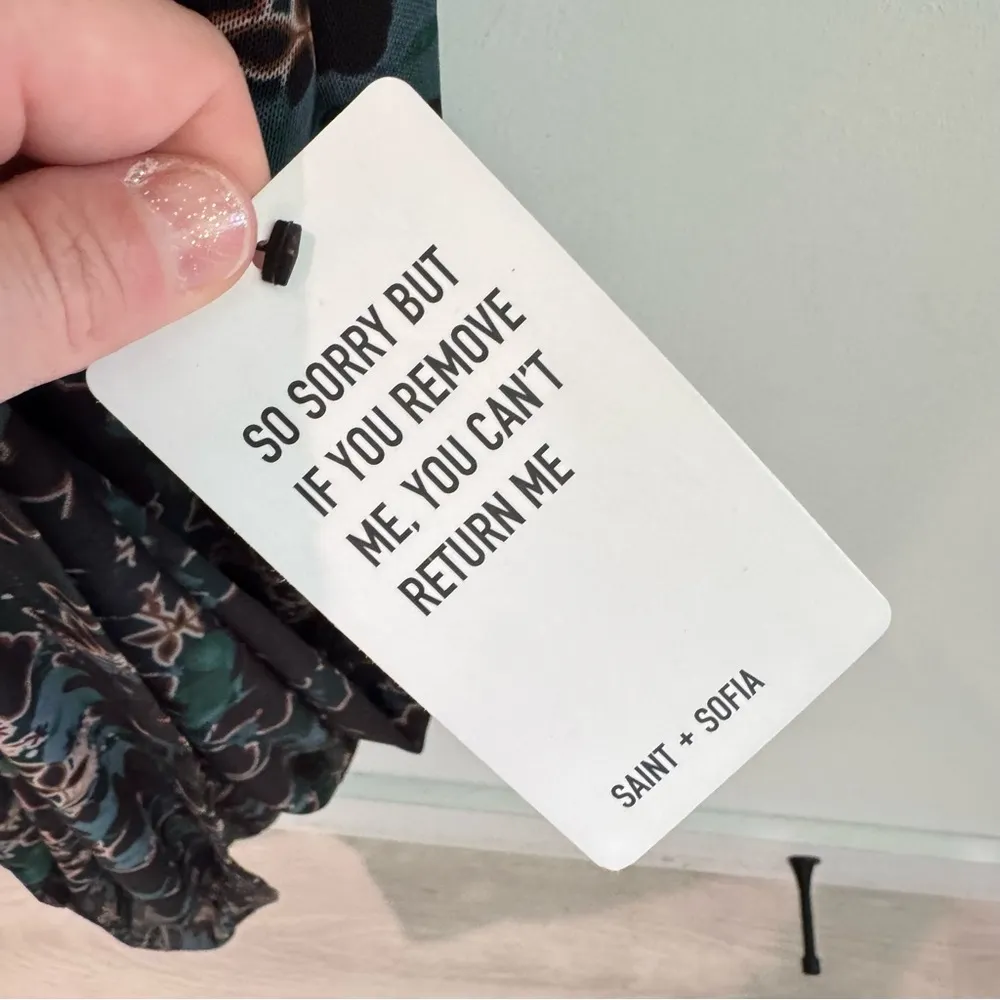 SO SORRY BUT
IF YOU REMOVE
ME, YOU CAN'T
RETURN ME
SAINT + SOFIA